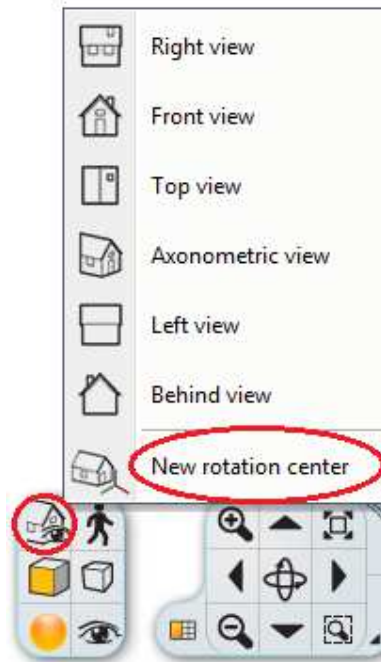 Right view
Front view
Top view
Axonometric view
Left view
Behind view
New rotation center